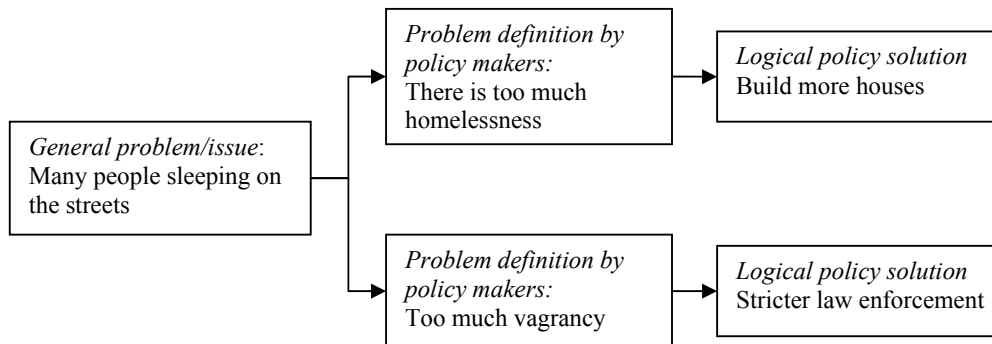 General problem/issue:
Many people sleeping on
the streets
Problem definition by
policy makers:
There is too much
homelessness
Logical policy solution
Build more houses
Problem definition by
policy makers:
Too much vagrancy
Logical policy solution
Stricter law enforcement